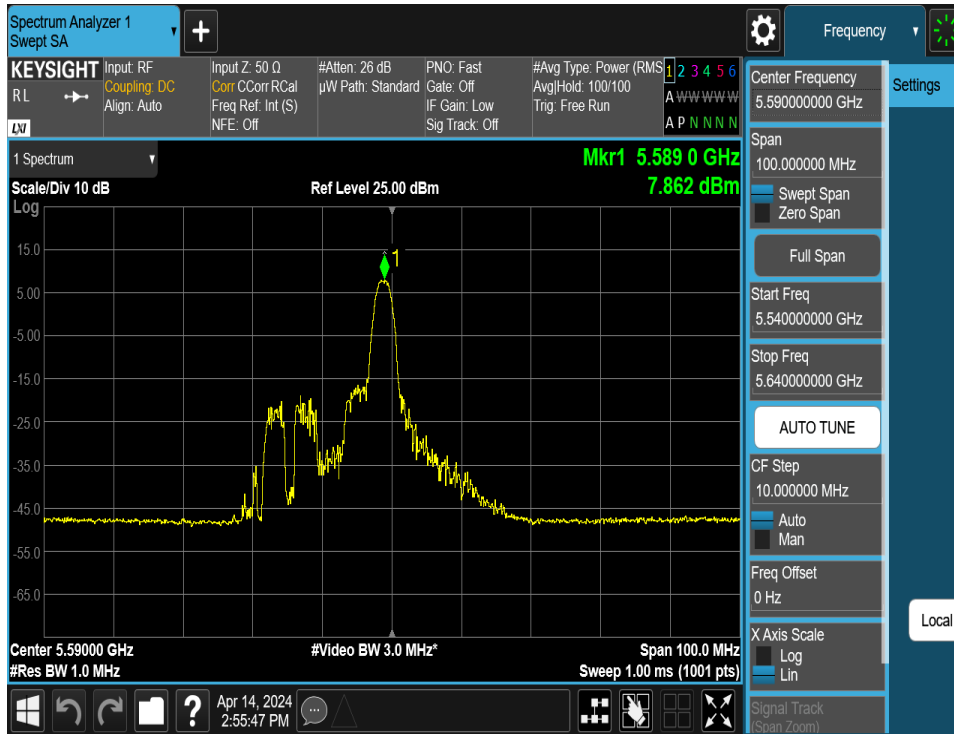 Spectrum Analyzer 1
Swept SA
+
Frequency
KEYSIGHT
R L
LXI
Input: RF
Coupling: DC
Align: Auto
Input Z: 50 Ω
Corr CCorr RCal
Freq Ref: Int (S)
NFE: Off
#Atten: 26 dB
µW Path: Standard
PNO: Fast
Gate: Off
IF Gain: Low
Sig Track: Off
#Avg Type: Power (RMS
Avg|Hold: 100/100
Trig: Free Run
1 2 3 4 5 6
A W W W W W
A P N N N N
1 Spectrum
Scale/Div 10 dB
Log
Ref Level 25.00 dBm
Mkr1 5.589 0 GHz
7.862 dBm
1
15.0
5.00
-5.00
-15.0
-25.0
-35.0
-45.0
-55.0
-65.0
Center 5.59000 GHz
#Res BW 1.0 MHz
#Video BW 3.0 MHz*
Span 100.0 MHz
Sweep 1.00 ms (1001 pts)
Center Frequency
5.590000000 GHz
Span
100.000000 MHz
Swept Span
Zero Span
Full Span
Start Freq
5.540000000 GHz
Stop Freq
5.640000000 GHz
AUTO TUNE
CF Step
10.000000 MHz
Auto
Man
Freq Offset
0 Hz
X Axis Scale
Log
Lin
Signal Track
(Span Zoom)
Settings
Local
?
Apr 14, 2024
2:55:47 PM